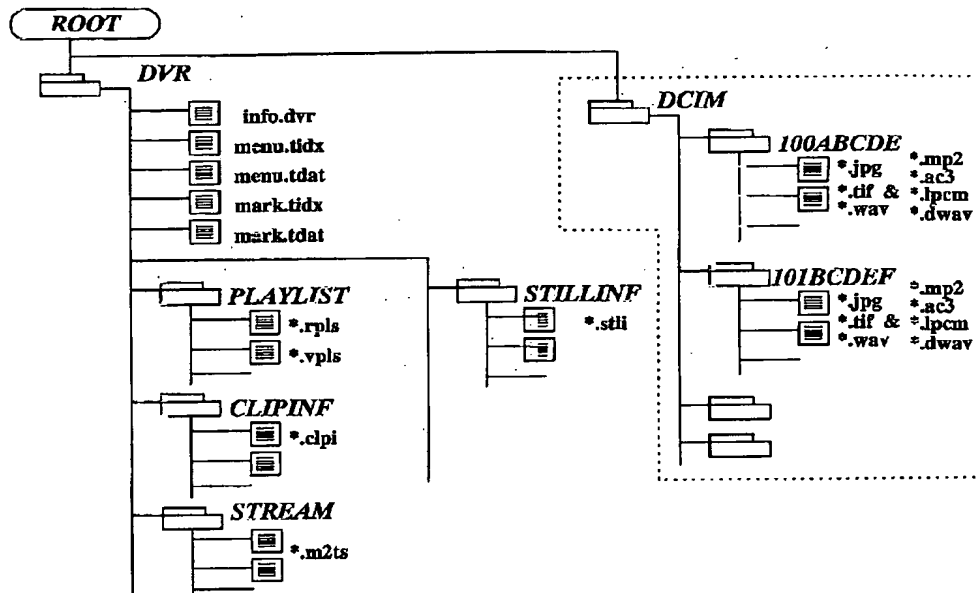 ROOT
DVR
info.dvr
menu.tidx
menu.tdat
mark.tidx
mark.tdat
PLAYLIST
*.rpls
*.vpls
CLIPINF
*.clpi
STREAM
*.m2ts
STILLINF
*.stli
DCIM
100ABCDE
*.jpg *.mp2
*.ac3
*.tif & *.lpcm
*.wav *.dwav
101BCDEF
*.jpg *.mp2
*.ac3
*.tif & *.lpcm
*.wav *.dwav